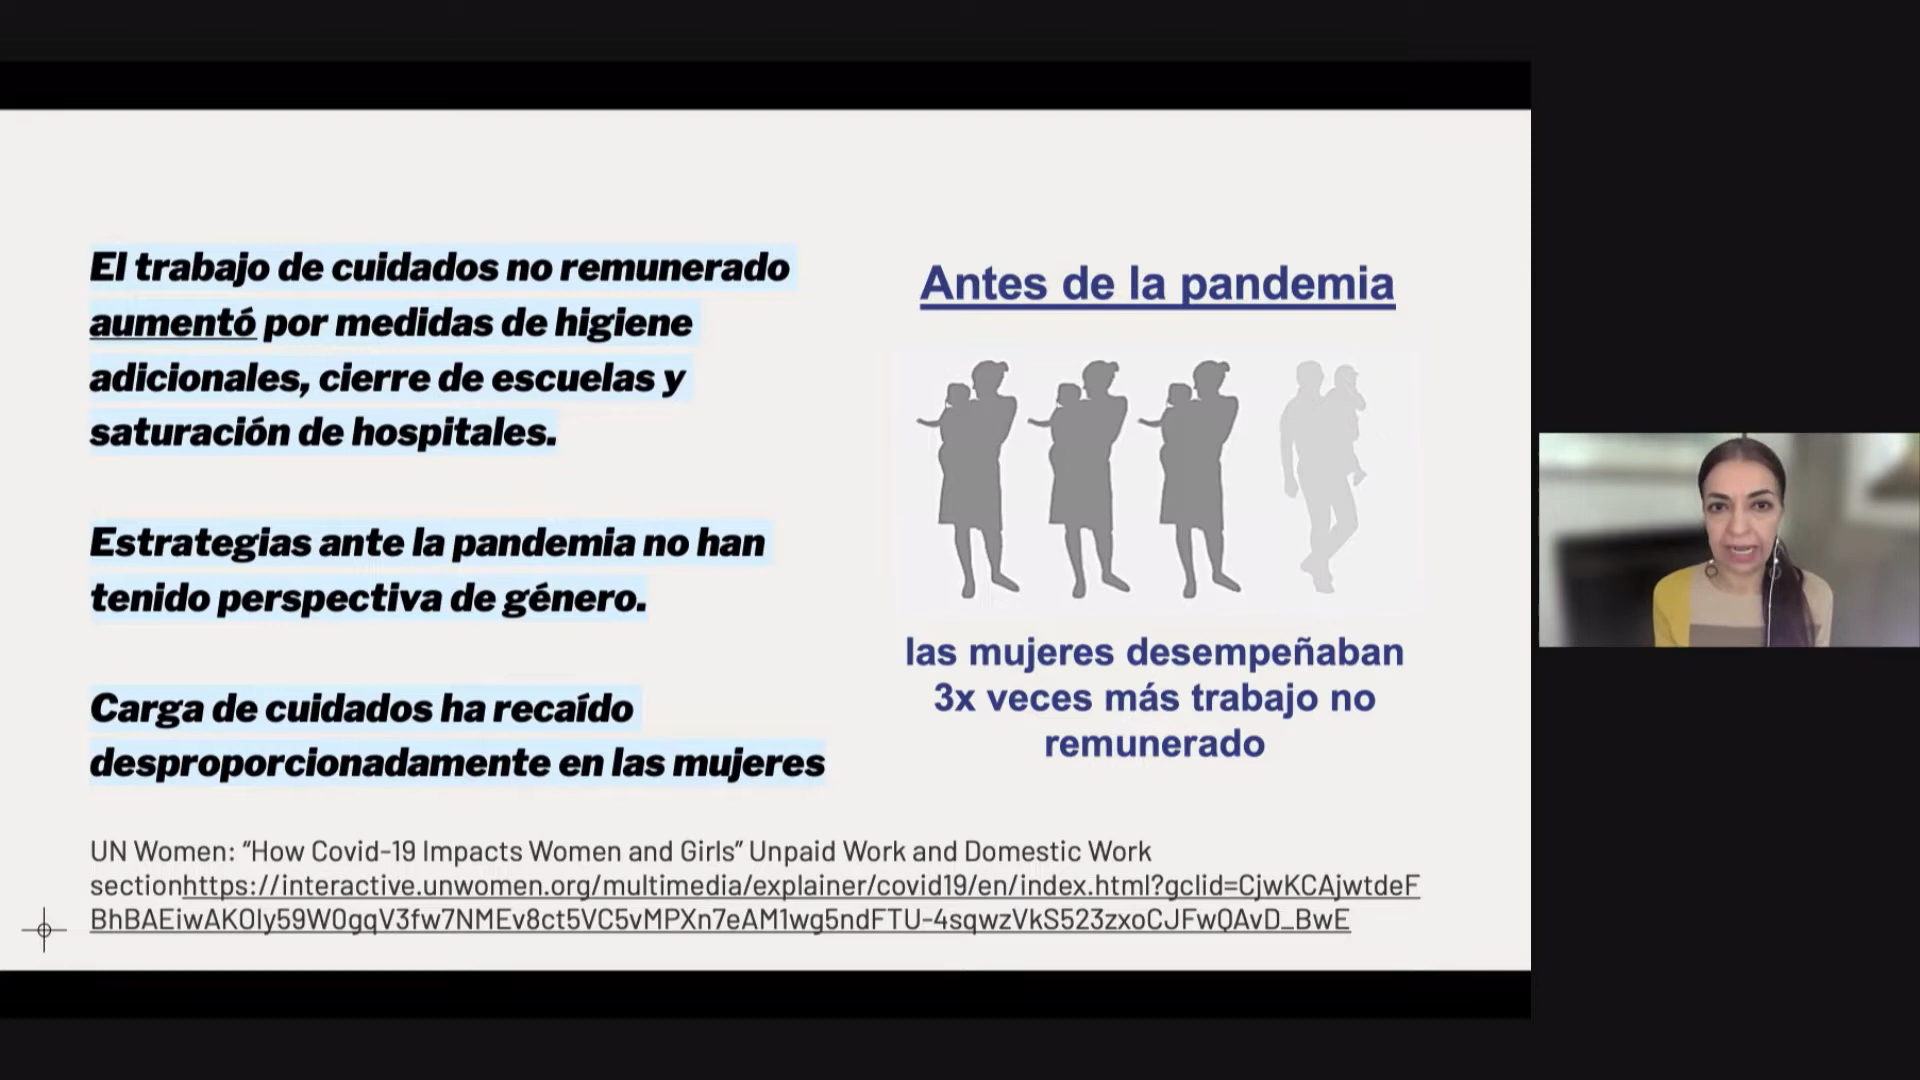 El trabajo de cuidados no remunerado
aumentó por medidas de higiene
adicionales, cierre de escuelas y
saturación de hospitales.
Estrategias ante la pandemia no han
tenido perspectiva de género.
Carga de cuidados ha recaído
desproporcionadamente en las mujeres
Antes de la pandemia
las mujeres desempeñaban
3x veces más trabajo no
remunerado
UN Women: “How Covid-19 Impacts Women and Girls” Unpaid Work and Domestic Work
sectionhttps://interactive.unwomen.org/multimedia/explainer/covid19/en/index.html?gclid=CjwKCAjwtdeF
BhBAEiwAKOIy59W0gqV3fw7NMEv8ct5VC5vMPXn7eAM1wg5ndFTU-4sqwzVkS523zxoCJFwQAvD_BwE